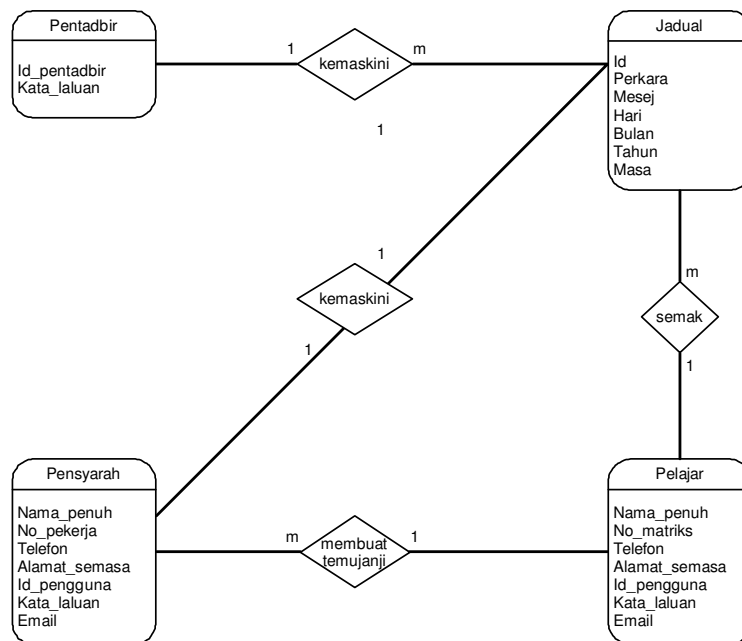 Pentadbir
Id_pentadbir
Kata_laluan
1
kemaskini
m
Jadual
Id
Perkara
Mesej
Hari
Bulan
Tahun
Masa
1
1
kemaskini
1
m
semak
1
Pensyarah
Nama_penuh
No_pekerja
Telefon
Alamat_semasa
Id_pengguna
Kata_laluan
Email
m
membuat
temujanji
1
Pelajar
Nama_penuh
No_matriks
Telefon
Alamat_semasa
Id_pengguna
Kata_laluan
Email